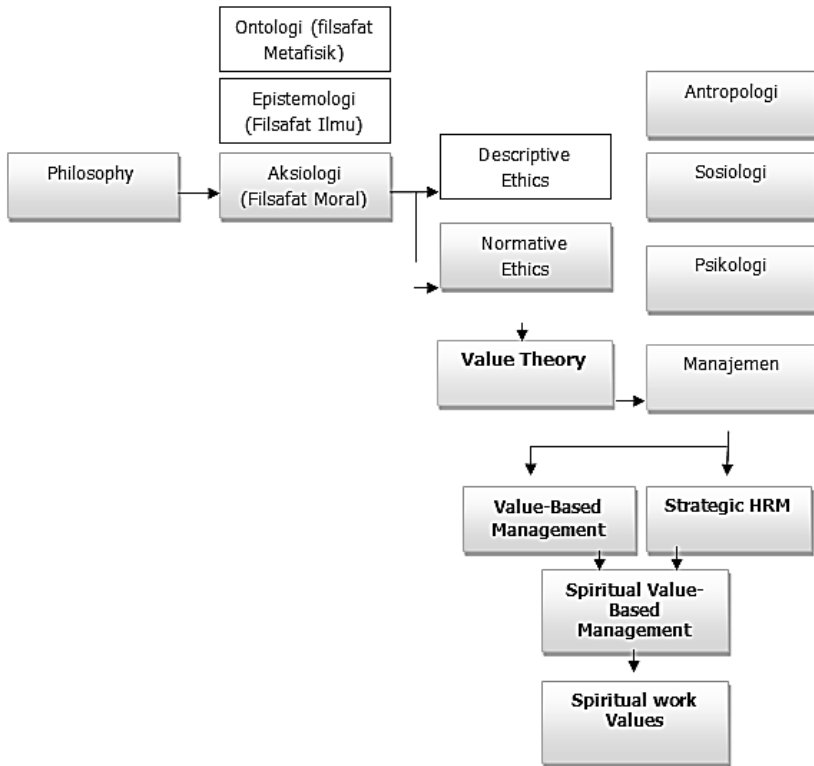 Ontologi (filsafat
Metafisik)
Epistemologi
(Filsafat Ilmu)
Antropologi
Philosophy
Aksiologi
(Filsafat Moral)
Descriptive
Ethics
Sosiologi
Normative
Ethics
Psikologi
Value Theory
Manajemen
Value-Based
Management
Strategic HRM
Spiritual Value-
Based
Management
Spiritual work
Values